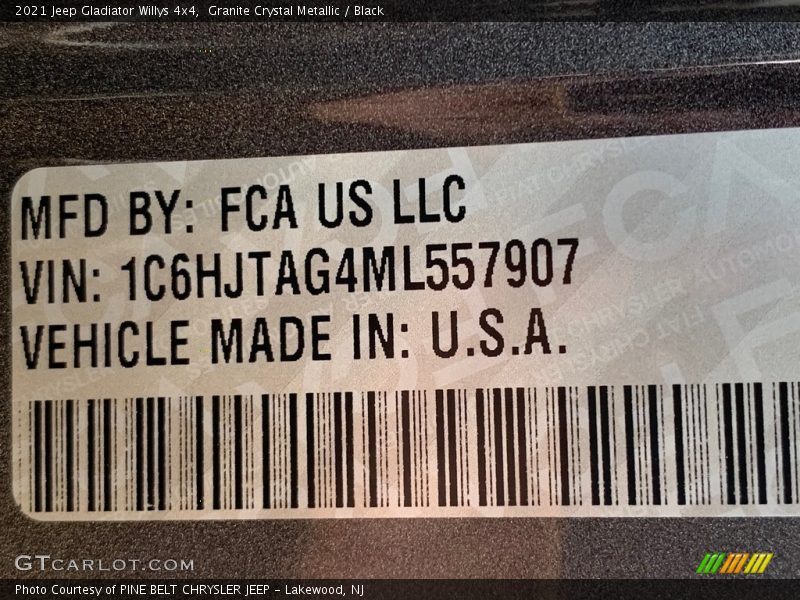 2021 Jeep Gladiator Willys 4x4,  Granite Crystal Metallic / Black
MFD BY: FCA US LLC
VIN: 1C6HJTAG4ML557907
VEHICLE MADE IN: U.S.A.
GTCARLOT.COM
Photo Courtesy of PINE BELT CHRYSLER JEEP - Lakewood, NJ